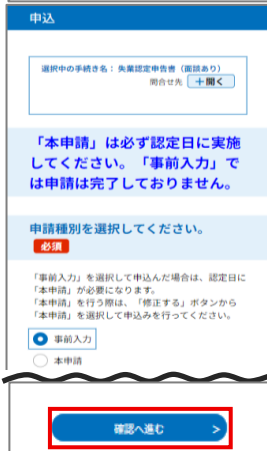 申込
選択中の手続き名： 失業認定申告書（面談あり）
問合せ先 ＋開く
「本申請」は必ず認定日に実施
してください。「事前入力」で
は申請は完了しておりません。
申請種別を選択してください。
必須
「事前入力」を選択して申込んだ場合は、認定日に
「本申請」が必要になります。
「本申請」を行う際は、「修正する」ボタンから
「本申請」を選択して申込みを行ってください。
事前入力
本申請
確認へ進む >